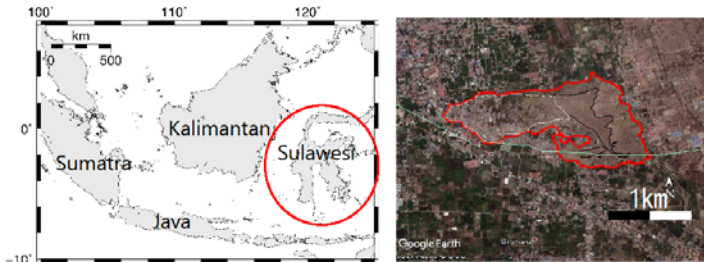 100° 110° 120°
km
0 500
0°
Kalimantan
Sulawesi
Sumatra
Java
-10°
1km
N
Google Earth